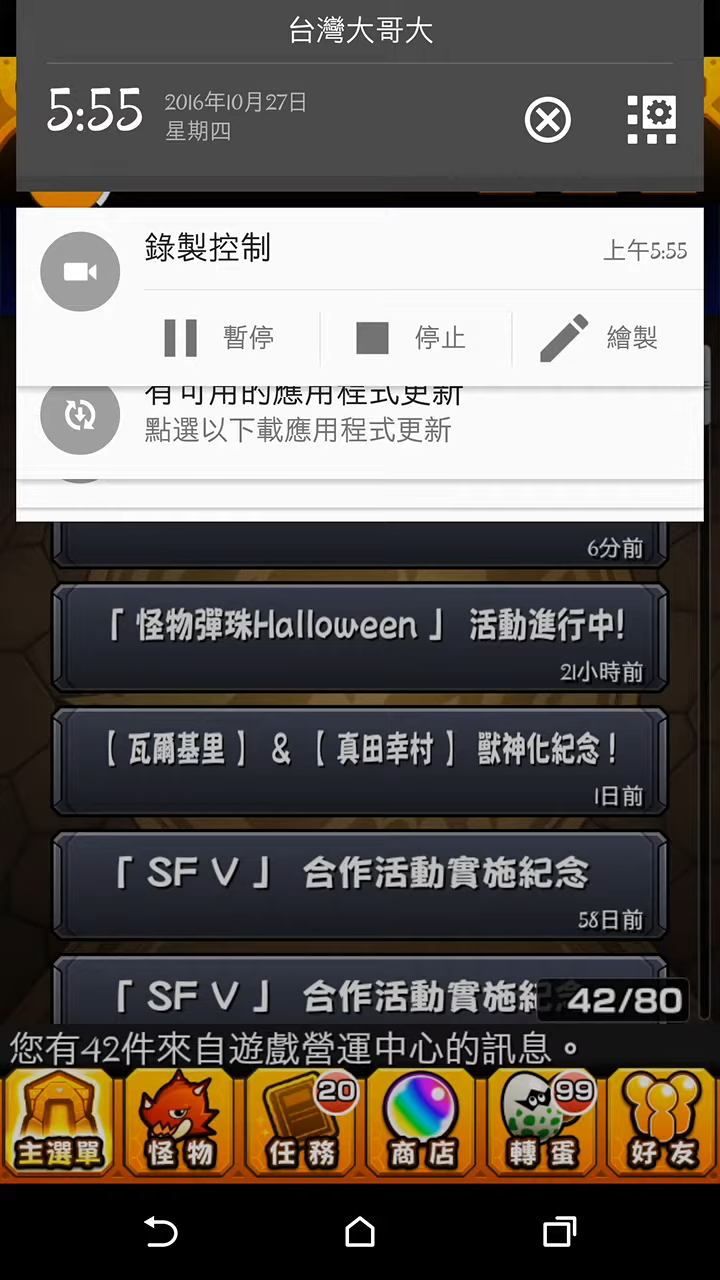 台灣大哥大
5:55
2016年10月27日
星期四
錄製控制
上午5:55
暫停
停止
繪製
有可用的應用程式更新
點選以下載應用程式更新
6分前
「 怪物彈珠Halloween 」 活動進行中!
21小時前
【 瓦爾基里 】 & 【 真田幸村 】 獸神化紀念!
1日前
「 SF V 」 合作活動實施紀念
58日前
「 SF V 」 合作活動實施紀
42/80
您有42件來自遊戲營運中心的訊息。
20
99
主選單
怪物
任務
商店
轉蛋
好友